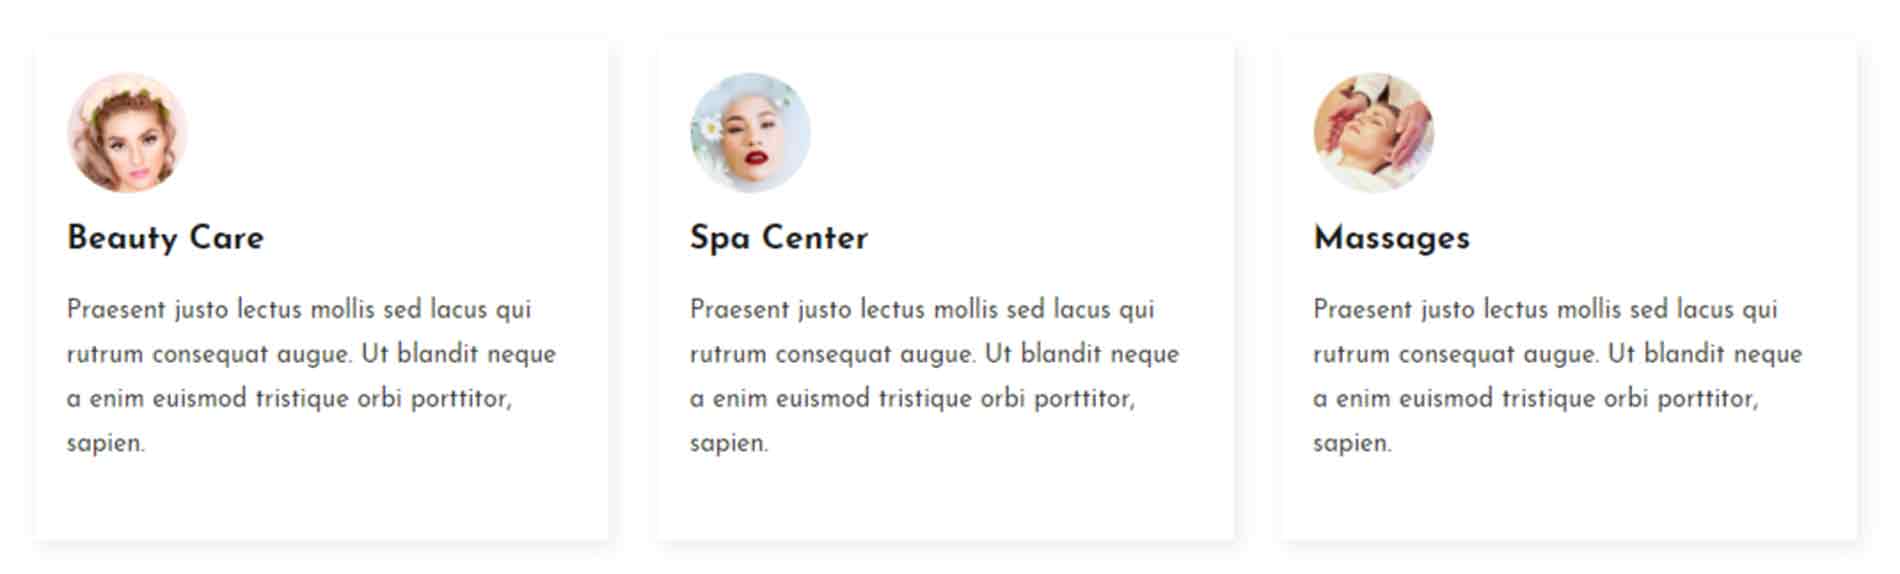 Beauty Care
Praesent justo lectus mollis sed lacus qui
rutrum consequat augue. Ut blandit neque
a enim euismod tristique orbi porttitor,
sapien.
Spa Center
Praesent justo lectus mollis sed lacus qui
rutrum consequat augue. Ut blandit neque
a enim euismod tristique orbi porttitor,
sapien.
Massages
Praesent justo lectus mollis sed lacus qui
rutrum consequat augue. Ut blandit neque
a enim euismod tristique orbi porttitor,
sapien.